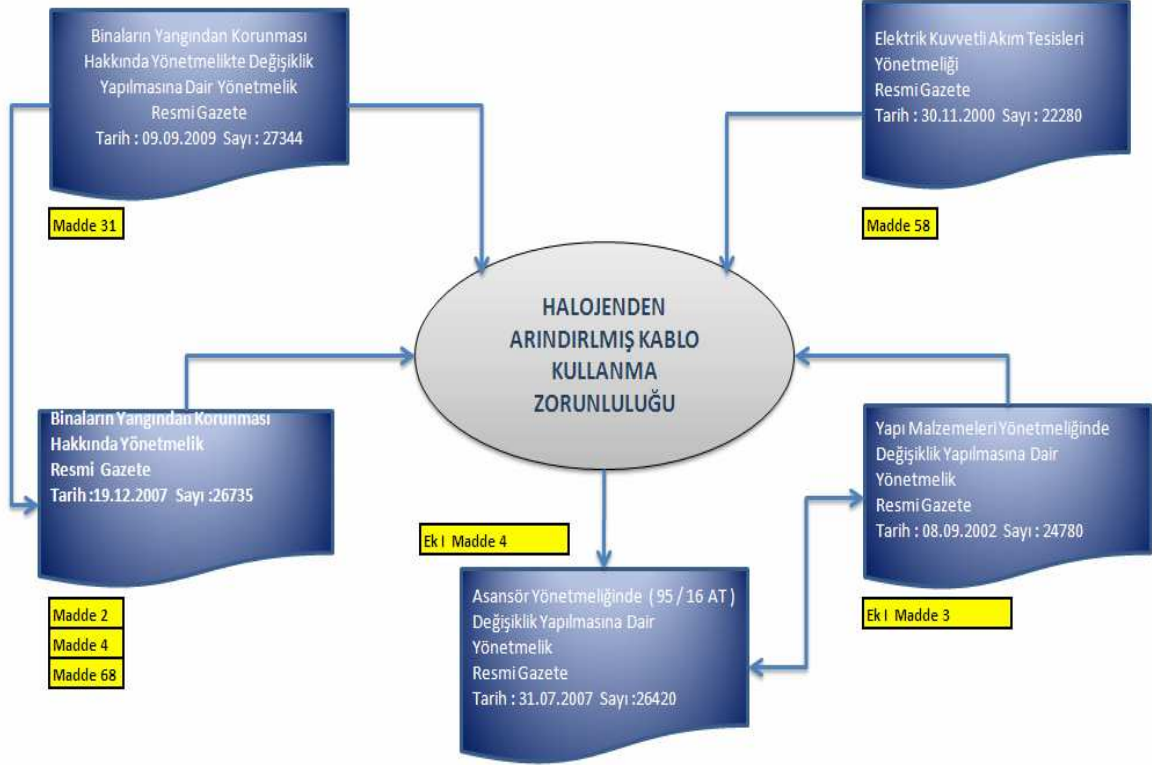 Binaların Yangından Korunması
Hakkında Yönetmelikte Değişiklik
Yapılmasına Dair Yönetmelik
Resmi Gazete
Tarih : 09.09.2009 Sayı : 27344
Madde 31
Elektrik Kuvvetli Akım Tesisleri
Yönetmeliği
Resmi Gazete
Tarih : 30.11.2000 Sayı : 22280
Madde 58
HALOJENDEN
ARINDIRLMIŞ KABLO
KULLANMA
ZORUNLULUĞU
Binaların Yangından Korunması
Hakkında Yönetmelik
Resmi Gazete
Tarih :19.12.2007 Sayı :26735
Madde 2
Madde 4
Madde 68
Ek I Madde 4
Asansör Yönetmeliğinde ( 95 / 16 AT )
Değişiklik Yapılmasına Dair
Yönetmelik
Resmi Gazete
Tarih : 31.07.2007 Sayı :26420
Yapı Malzemeleri Yönetmeliğinde
Değişiklik Yapılmasına Dair
Yönetmelik
Resmi Gazete
Tarih : 08.09.2002 Sayı : 24780
Ek I Madde 3